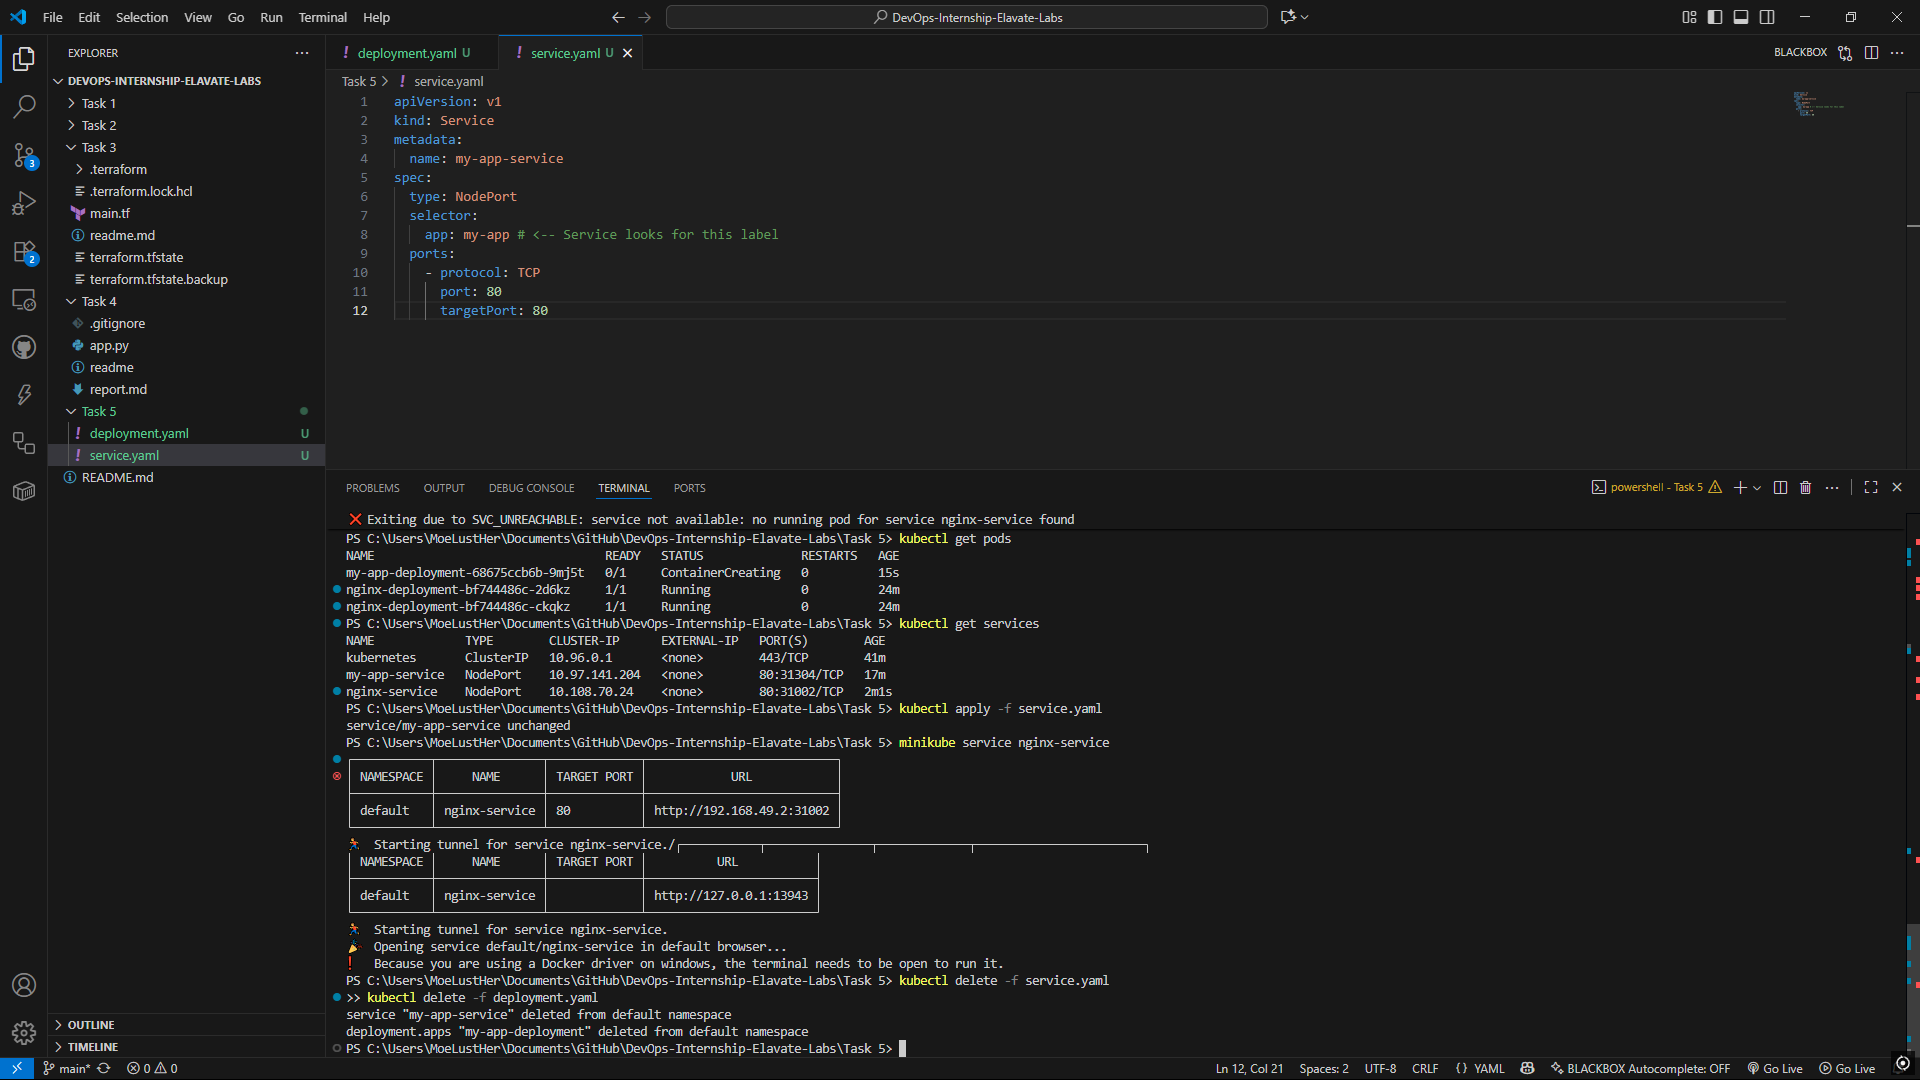 File Edit Selection View Go Run Terminal Help
DevOps-Internship-Elavate-Labs
EXPLORER
DEVOPS-INTERNSHIP-ELAVATE-LABS
Task 1
Task 2
Task 3
.terraform
.terraform.lock.hcl
main.tf
readme.md
terraform.tfstate
terraform.tfstate.backup
Task 4
.gitignore
app.py
readme
report.md
Task 5
deployment.yaml U
service.yaml U
README.md
OUTLINE
TIMELINE
! deployment.yaml U
! service.yaml U
BLACKBOX
Task 5 > ! service.yaml
1 apiVersion: v1
2 kind: Service
3 metadata:
4 name: my-app-service
5 spec:
6 type: NodePort
7 selector:
8 app: my-app # <-- Service looks for this label
9 ports:
10 - protocol: TCP
11 port: 80
12 targetPort: 80
PROBLEMS OUTPUT DEBUG CONSOLE TERMINAL PORTS
powershell - Task 5
❌ Exiting due to SVC_UNREACHABLE: service not available: no running pod for service nginx-service found
PS C:\Users\MoeLustHer\Documents\GitHub\DevOps-Internship-Elavate-Labs\Task 5> kubectl get pods
NAME READY STATUS RESTARTS AGE
my-app-deployment-68675ccb6b-9mj5t 0/1 ContainerCreating 0 15s
nginx-deployment-bf744486c-2d6kz 1/1 Running 0 24m
nginx-deployment-bf744486c-ckqkz 1/1 Running 0 24m
PS C:\Users\MoeLustHer\Documents\GitHub\DevOps-Internship-Elavate-Labs\Task 5> kubectl get services
NAME TYPE CLUSTER-IP EXTERNAL-IP PORT(S) AGE
kubernetes ClusterIP 10.96.0.1 <none> 443/TCP 41m
my-app-service NodePort 10.97.141.204 <none> 80:31304/TCP 17m
nginx-service NodePort 10.108.70.24 <none> 80:31002/TCP 2m1s
PS C:\Users\MoeLustHer\Documents\GitHub\DevOps-Internship-Elavate-Labs\Task 5> kubectl apply -f service.yaml
service/my-app-service unchanged
PS C:\Users\MoeLustHer\Documents\GitHub\DevOps-Internship-Elavate-Labs\Task 5> minikube service nginx-service
NAMESPACE NAME TARGET PORT URL
default nginx-service 80 http://192.168.49.2:31002
Starting tunnel for service nginx-service./
NAMESPACE NAME TARGET PORT URL
default nginx-service http://127.0.0.1:13943
Starting tunnel for service nginx-service.
Opening service default/nginx-service in default browser...
! Because you are using a Docker driver on windows, the terminal needs to be open to run it.
PS C:\Users\MoeLustHer\Documents\GitHub\DevOps-Internship-Elavate-Labs\Task 5> kubectl delete -f service.yaml
>> kubectl delete -f deployment.yaml
service "my-app-service" deleted from default namespace
deployment.apps "my-app-deployment" deleted from default namespace
PS C:\Users\MoeLustHer\Documents\GitHub\DevOps-Internship-Elavate-Labs\Task 5>
3
2
main* 0 0 Ln 12, Col 21 Spaces: 2 UTF-8 CRLF {} YAML BLACKBOX Autocomplete: OFF Go Live Go Live